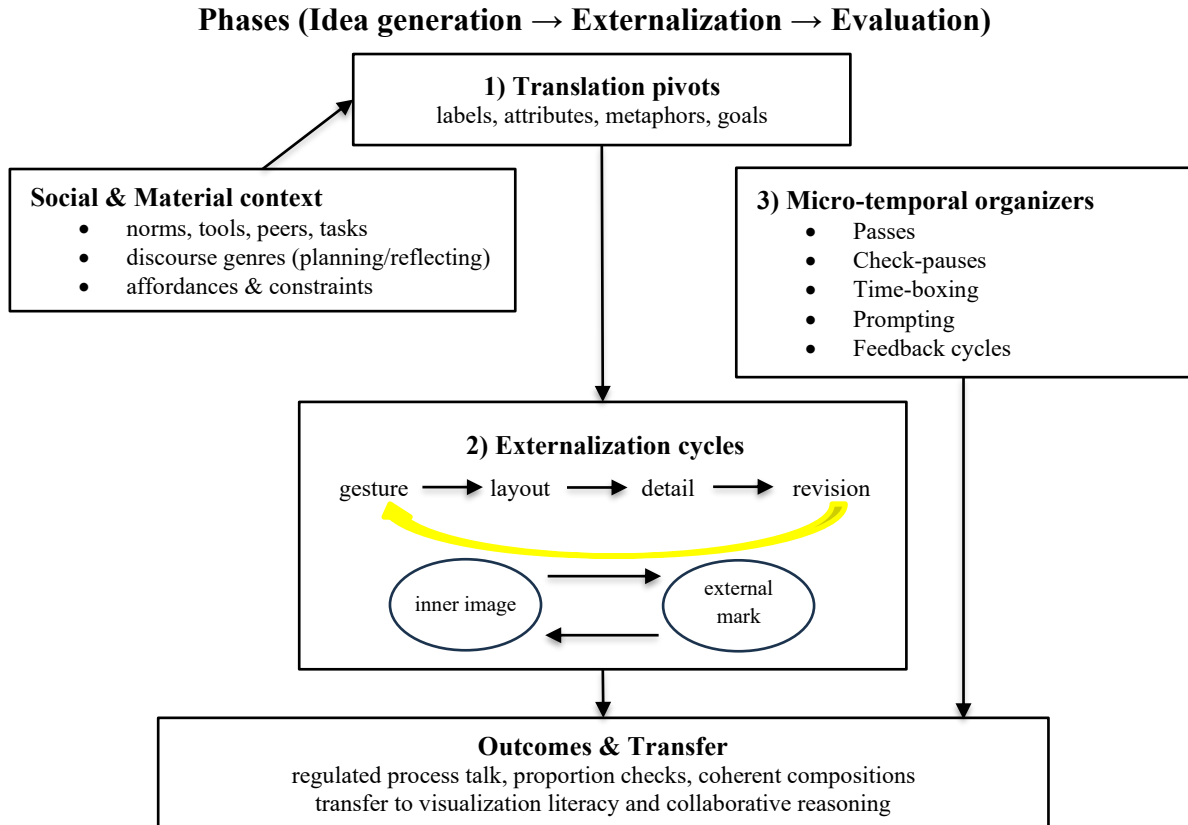 Phases (Idea generation → Externalization → Evaluation)
1) Translation pivots
labels, attributes, metaphors, goals
Social & Material context
• norms, tools, peers, tasks
• discourse genres (planning/reflecting)
• affordances & constraints
3) Micro-temporal organizers
• Passes
• Check-pauses
• Time-boxing
• Prompting
• Feedback cycles
2) Externalization cycles
gesture layout detail revision
inner image
external
mark
Outcomes & Transfer
regulated process talk, proportion checks, coherent compositions
transfer to visualization literacy and collaborative reasoning